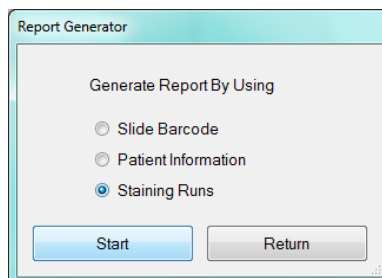 Report Generator
Generate Report By Using
Slide Barcode
Patient Information
Staining Runs
Start
Return